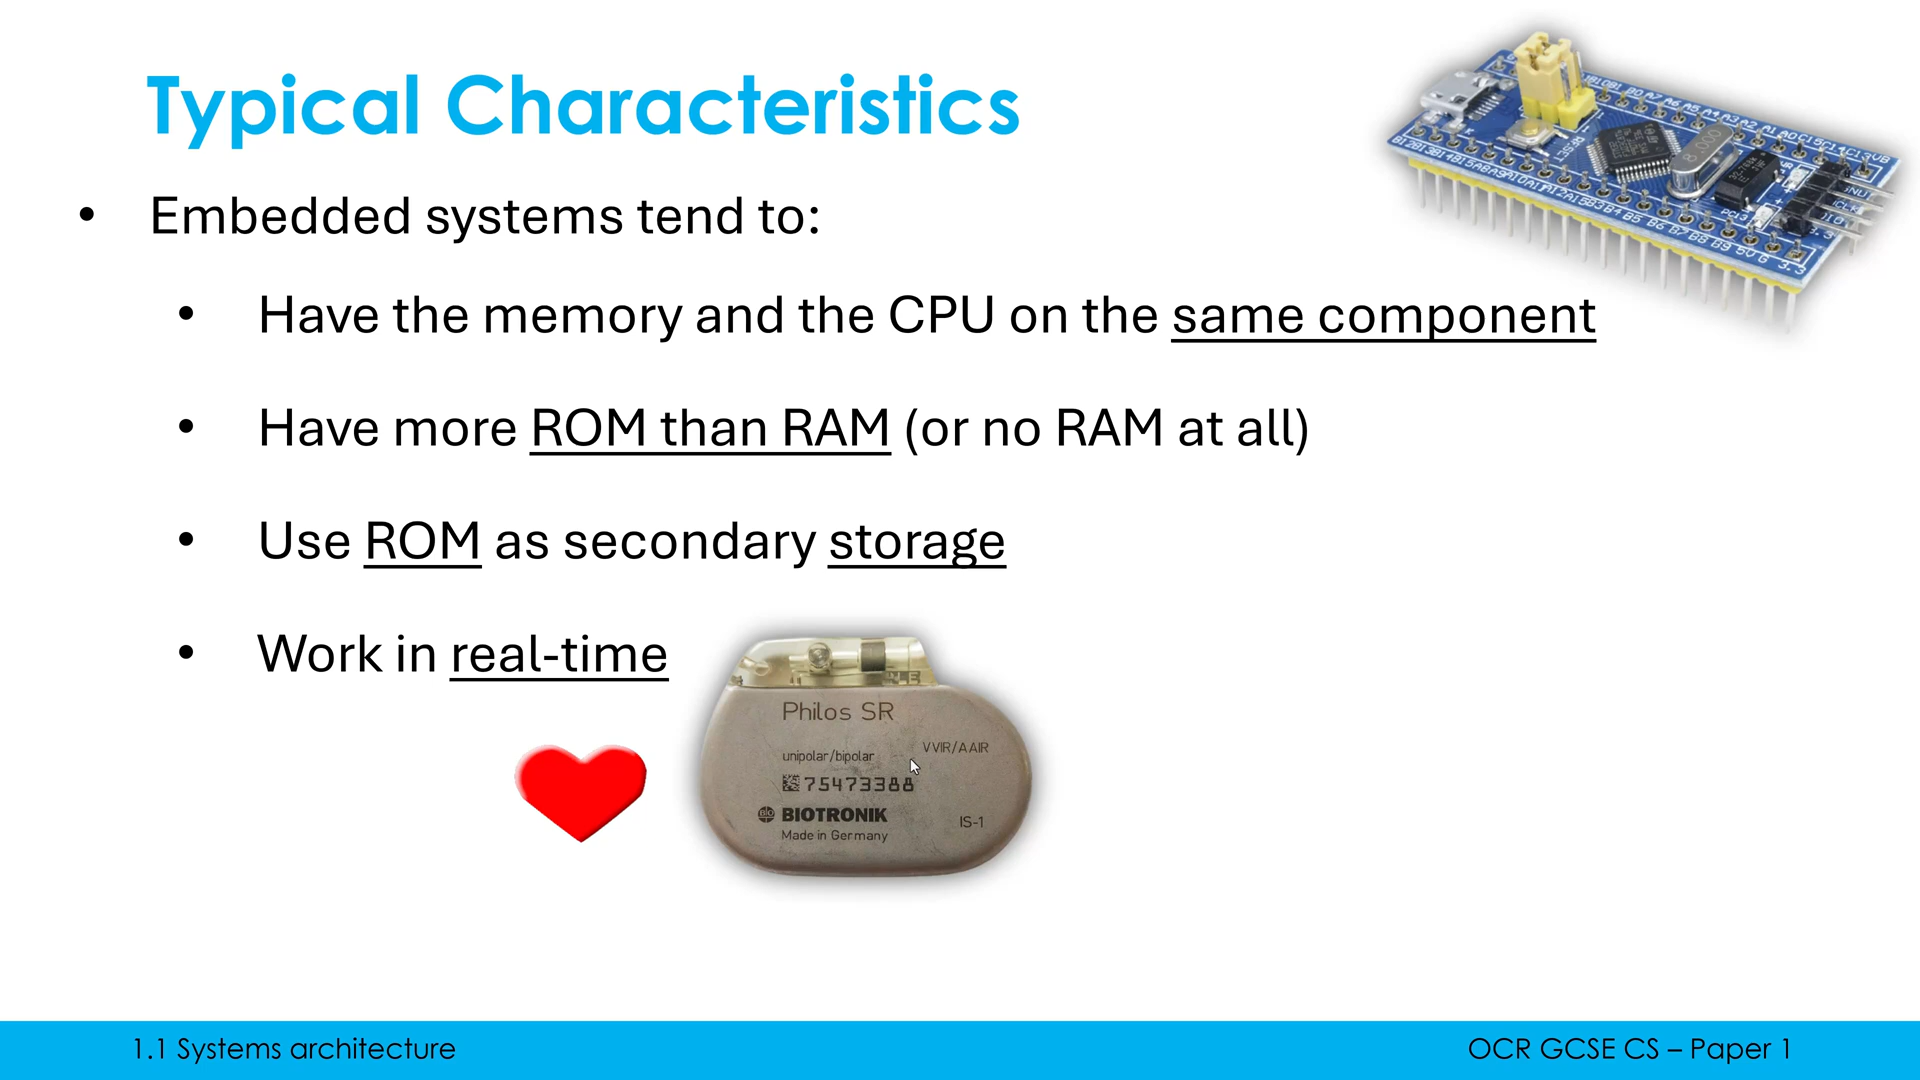 Typical Characteristics
• Embedded systems tend to:
• Have the memory and the CPU on the same component
• Have more ROM than RAM (or no RAM at all)
• Use ROM as secondary storage
• Work in real-time
Philos SR
VVIR/AAIR
unipolar/bipolar
75473388
BIOTRONIK
IS-1
Made in Germany
1.1 Systems architecture
OCR GCSE CS – Paper 1